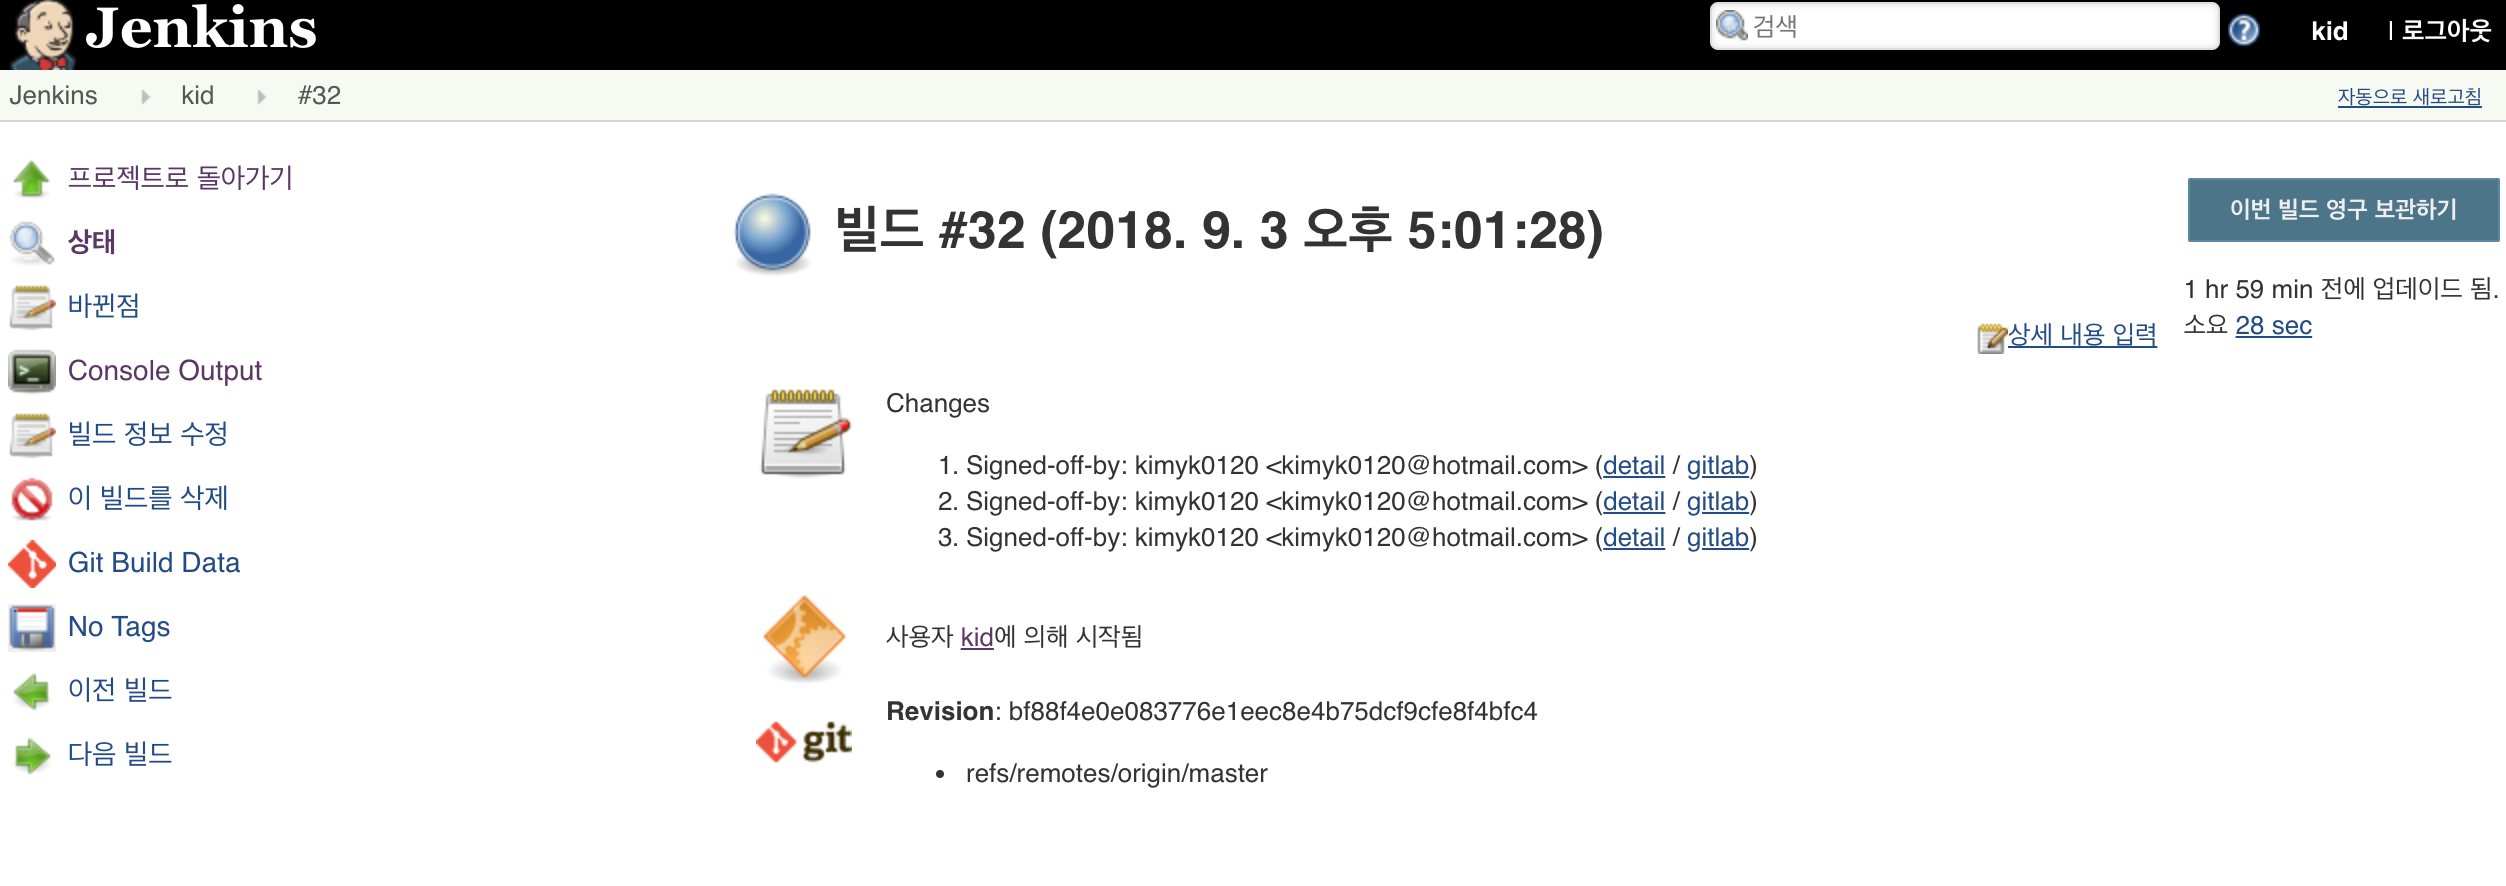 Jenkins
검색
kid
| 로그아웃
Jenkins
kid
#32
자동으로 새로고침
프로젝트로 돌아가기
상태
바뀐점
Console Output
빌드 정보 수정
이 빌드를 삭제
Git Build Data
No Tags
이전 빌드
다음 빌드
빌드 #32 (2018. 9. 3 오후 5:01:28)
이번 빌드 영구 보관하기
1 hr 59 min 전에 업데이드 됨.
소요 28 sec
상세 내용 입력
Changes
1. Signed-off-by: kimyk0120 <kimyk0120@hotmail.com> (detail / gitlab)
2. Signed-off-by: kimyk0120 <kimyk0120@hotmail.com> (detail / gitlab)
3. Signed-off-by: kimyk0120 <kimyk0120@hotmail.com> (detail / gitlab)
사용자 kid에 의해 시작됨
git
Revision: bf88f4e0e083776e1eec8e4b75dcf9cfe8f4bfc4
• refs/remotes/origin/master